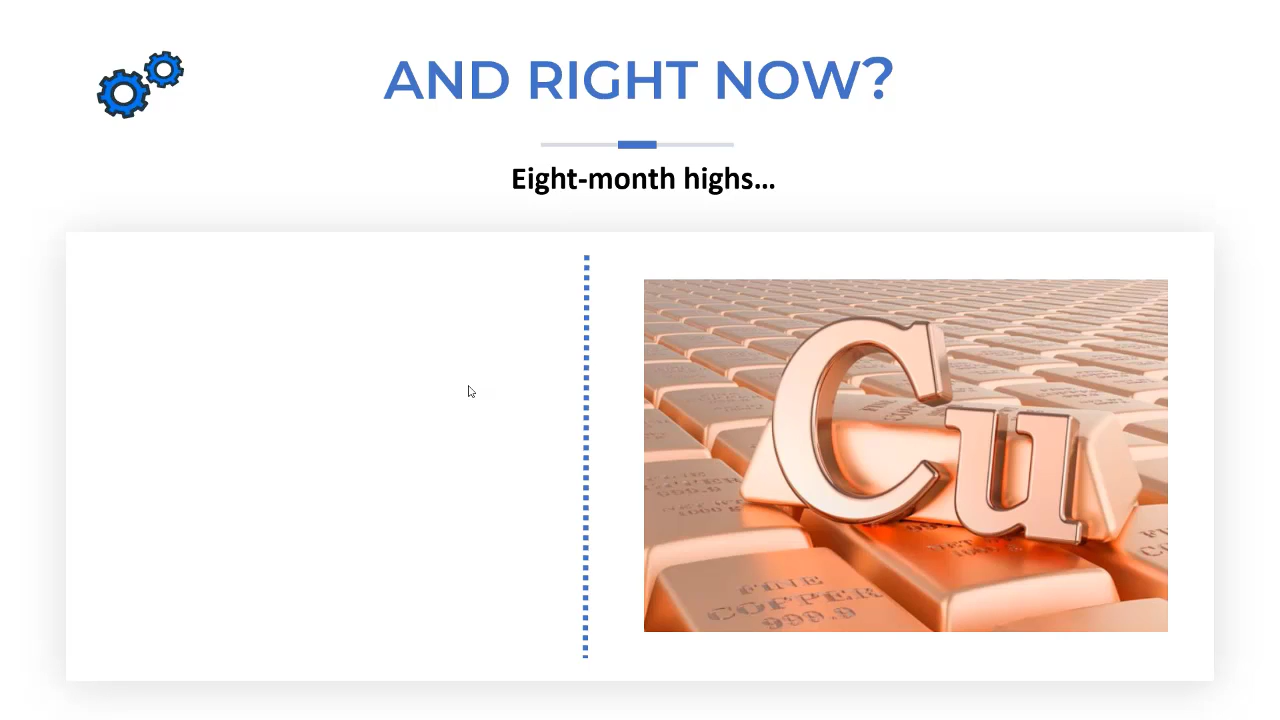 AND RIGHT NOW?
Eight-month highs...
Cu
FINE
COPPER
999.9